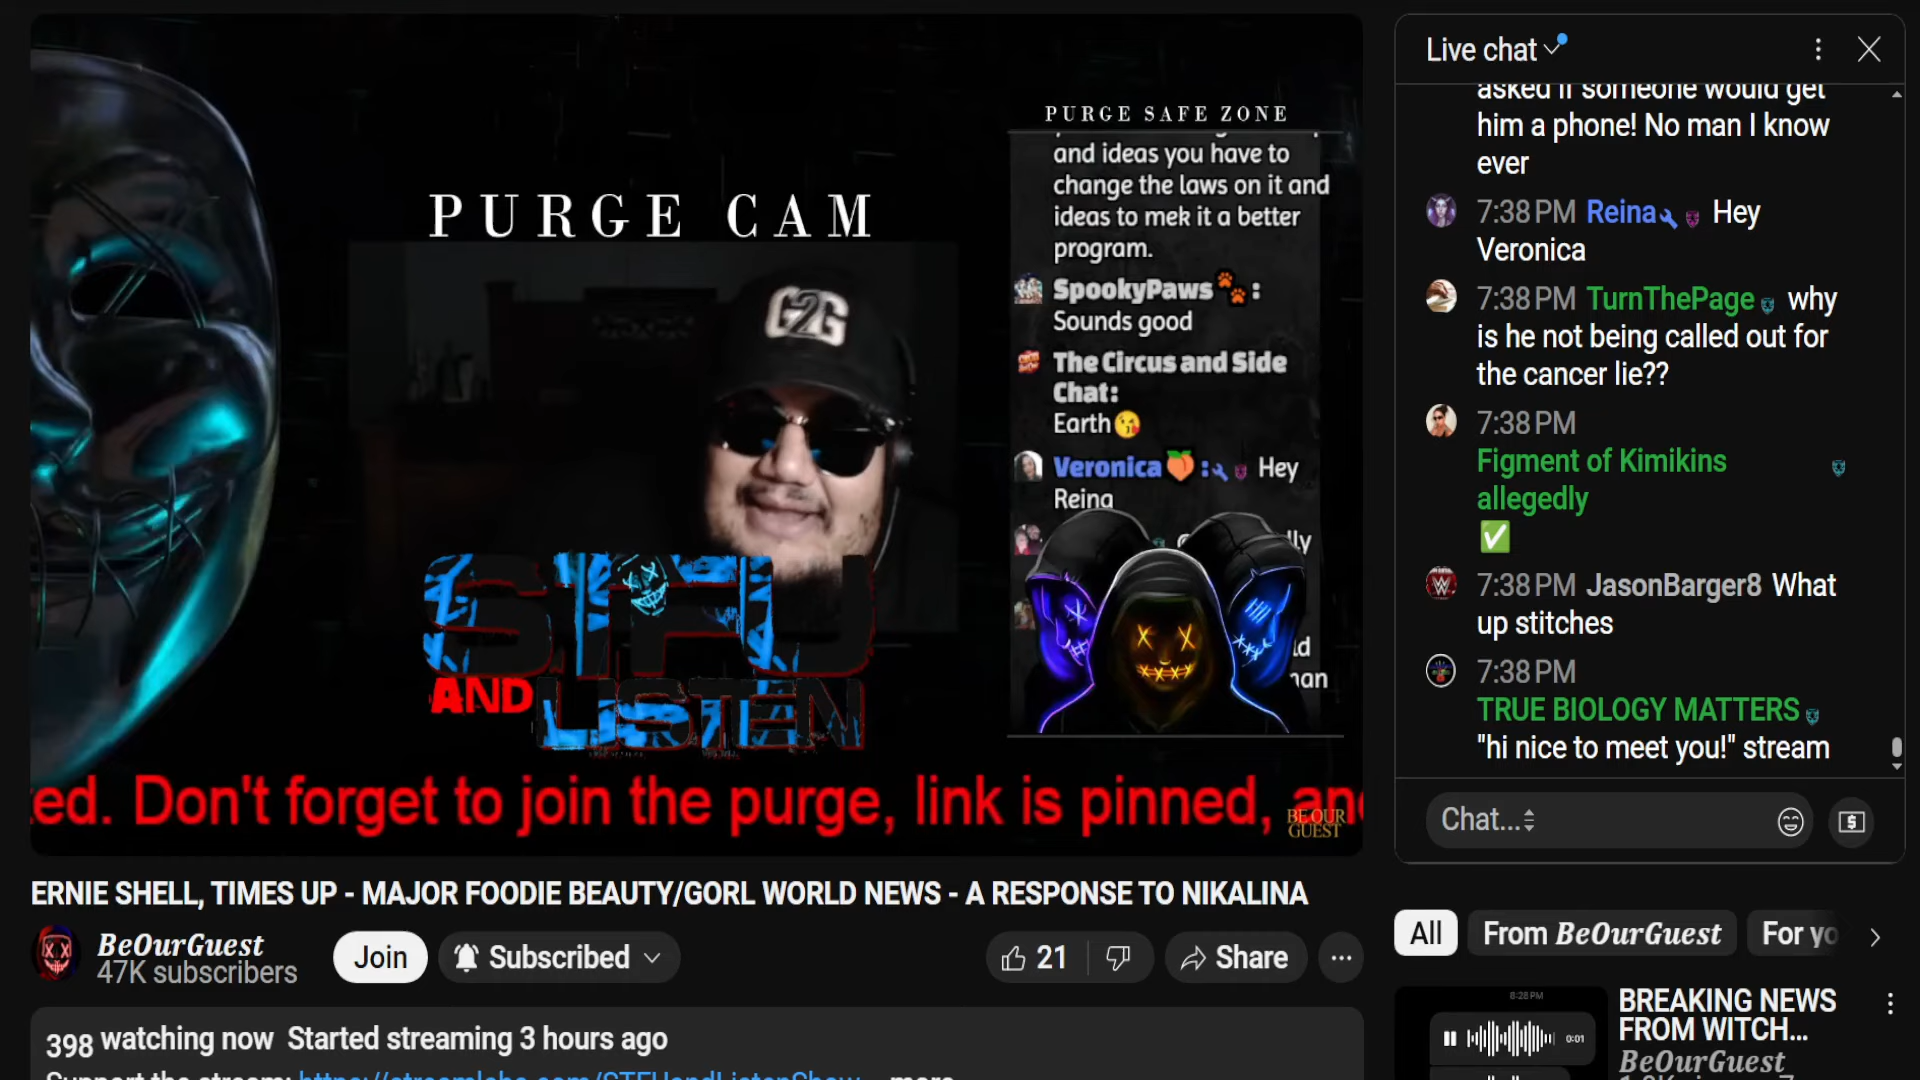 PURGE CAM
G2G
STFU
AND LISTEN
PURGE SAFE ZONE
and ideas you have to
change the laws on it and
ideas to mek it a better
program.
SpookyPaws🐾:
Sounds good
The Circus and Side
Chat:
Earth😘
Veronica🍑: Hey
Reina
ed. Don't forget to join the purge, link is pinned, and
BE OUR
GUEST
ERNIE SHELL, TIMES UP - MAJOR FOODIE BEAUTY/GORL WORLD NEWS - A RESPONSE TO NIKALINA
BeOurGuest
47K subscribers
Join
Subscribed
21
Share
398 watching now Started streaming 3 hours ago
Support the stream: https://streamlabs.com/STFUandListenShow ...more
Live chat
asked if someone would get
him a phone! No man I know
ever
7:38 PM Reina Hey
Veronica
7:38 PM TurnThePage why
is he not being called out for
the cancer lie??
7:38 PM
Figment of Kimikins
allegedly
✅
7:38 PM JasonBarger8 What
up stitches
7:38 PM
TRUE BIOLOGY MATTERS
"hi nice to meet you!" stream
Chat...
All
From BeOurGuest
For yo
8:28 PM
0:01
BREAKING NEWS
FROM WITCH...
BeOurGuest